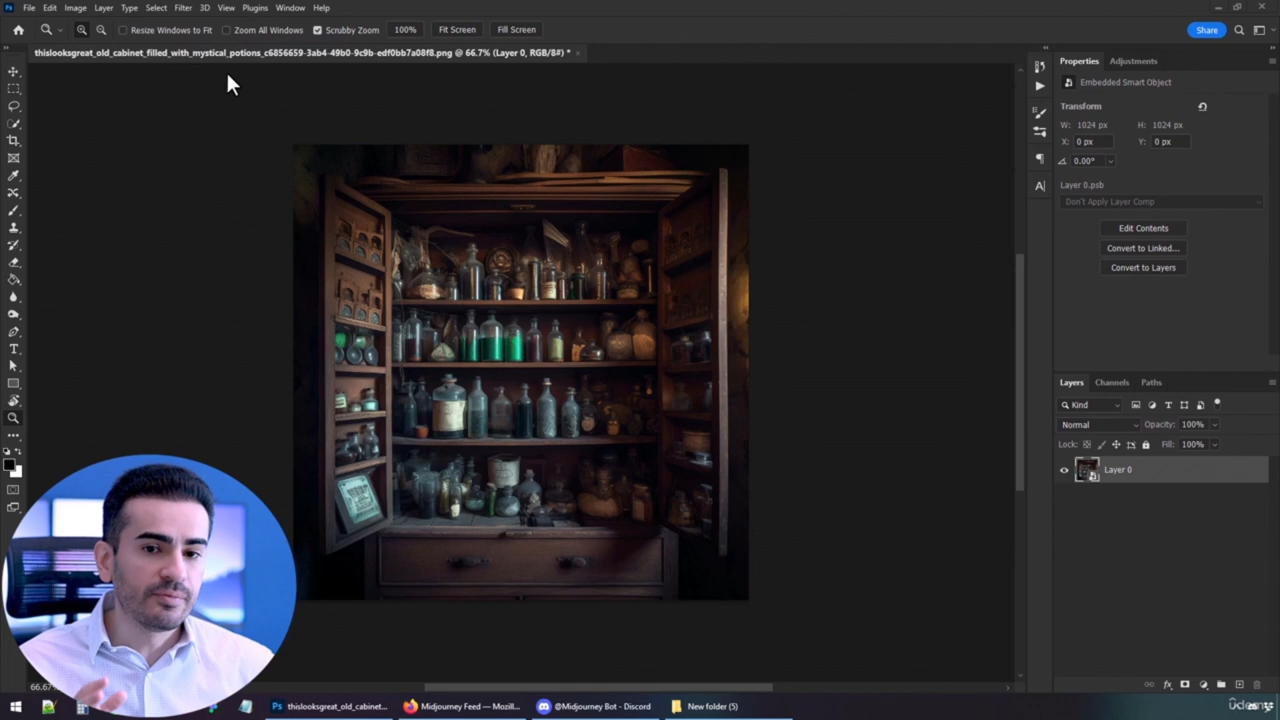 Ps File Edit Image Layer Type Select Filter 3D View Plugins Window Help
Resize Windows to Fit Zoom All Windows Scrubby Zoom 100% Fit Screen Fill Screen Share
thislooksgreat_old_cabinet_filled_with_mystical_potions_c6856659-3ab4-49b0-9c9b-edf0bb7a08f8.png @ 66.7% (Layer 0, RGB/8#) *
Properties Adjustments
Embedded Smart Object
Transform
W: 1024 px H: 1024 px
X: 0 px Y: 0 px
0.00°
Layer 0.psb
Don't Apply Layer Comp
Edit Contents
Convert to Linked...
Convert to Layers
Layers Channels Paths
Kind
Normal Opacity: 100%
Lock: Fill: 100%
Layer 0
66.67%
Ps thislooksgreat_old_cabinet... Midjourney Feed — Mozil... @Midjourney Bot - Discord New folder (5)
Udemy